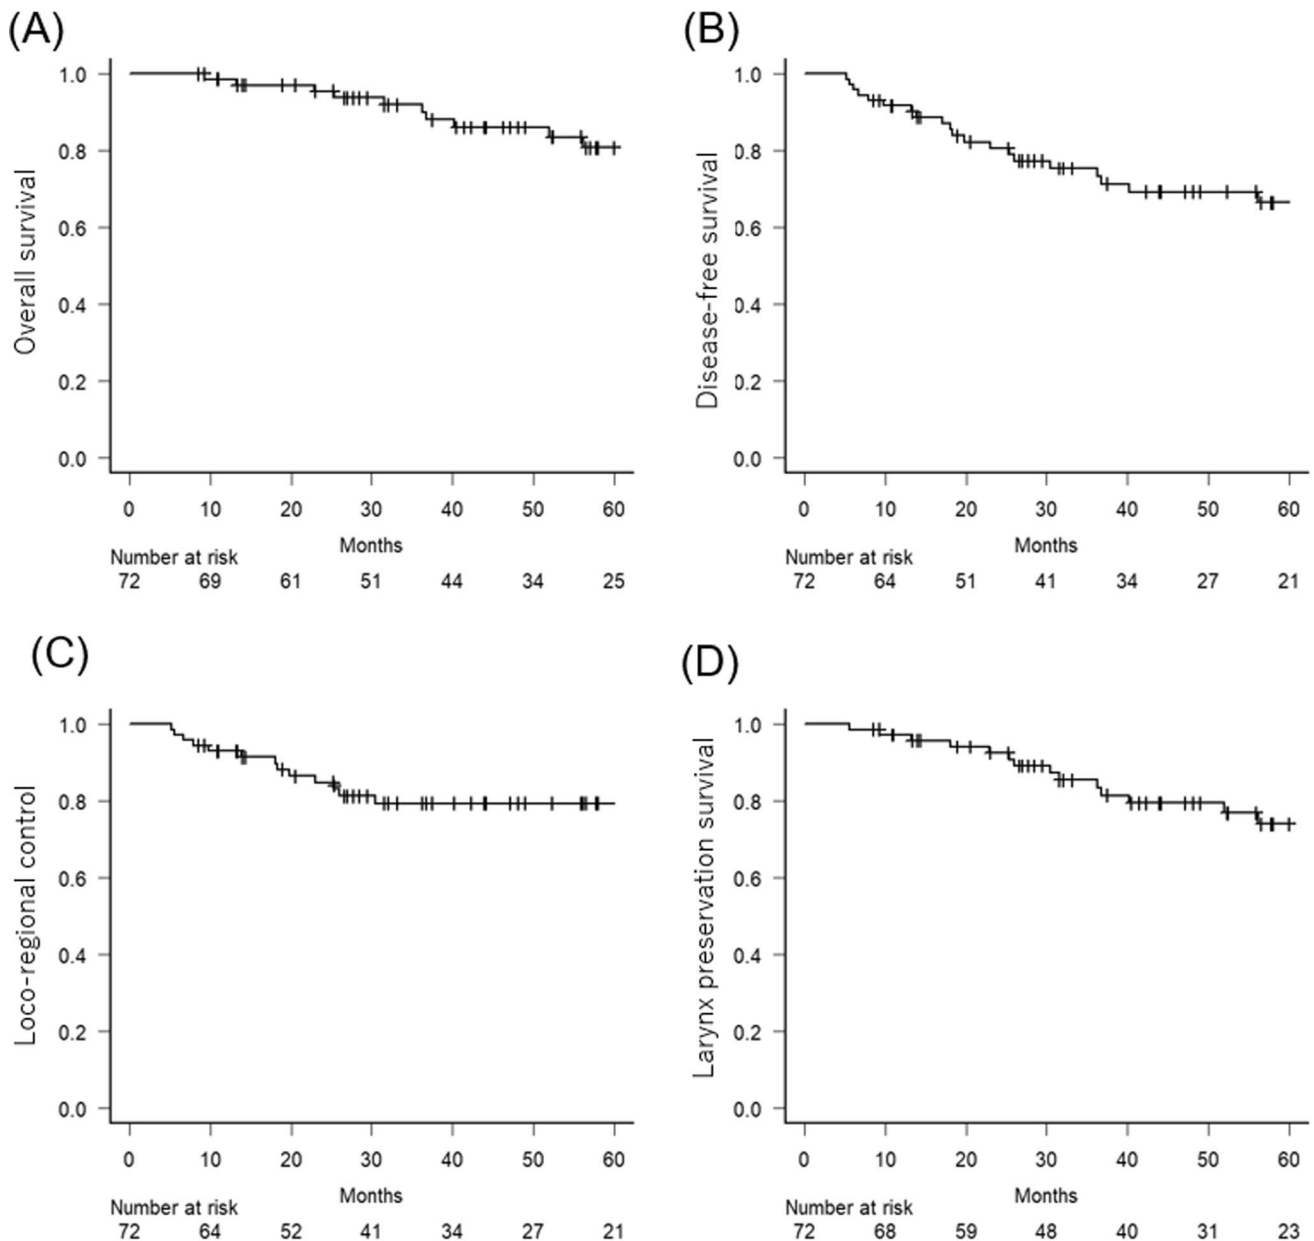 (A)
Overall survival
1.0
0.8
0.6
0.4
0.2
0.0
0 10 20 30 40 50 60
Months
Number at risk
72 69 61 51 44 34 25
(B)
Disease-free survival
1.0
0.8
0.6
0.4
0.2
0.0
0 10 20 30 40 50 60
Months
Number at risk
72 64 51 41 34 27 21
(C)
Loco-regional control
1.0
0.8
0.6
0.4
0.2
0.0
0 10 20 30 40 50 60
Months
Number at risk
72 64 52 41 34 27 21
(D)
Larynx preservation survival
1.0
0.8
0.6
0.4
0.2
0.0
0 10 20 30 40 50 60
Months
Number at risk
72 68 59 48 40 31 23